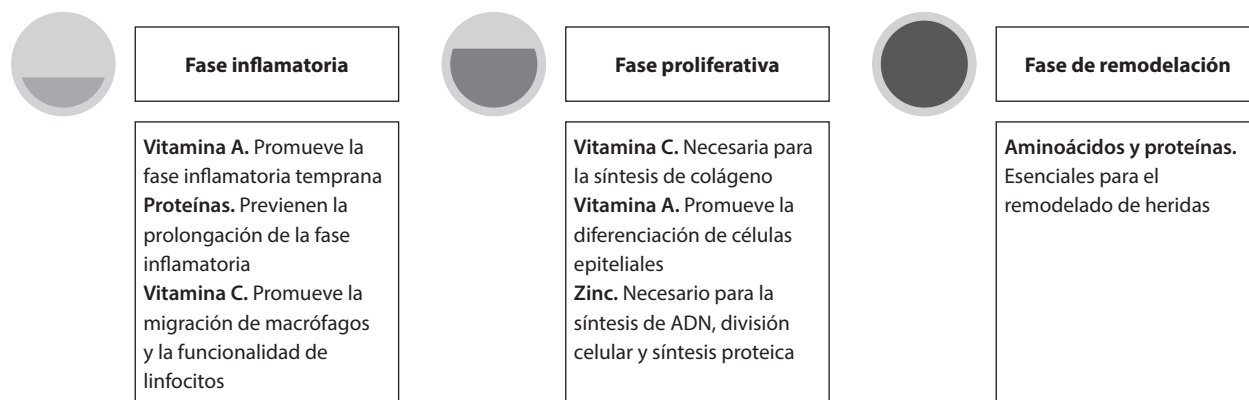 Fase inflamatoria
Vitamina A. Promueve la
fase inflamatoria temprana
Proteínas. Previenen la
prolongación de la fase
inflamatoria
Vitamina C. Promueve la
migración de macrófagos
y la funcionalidad de
linfocitos
Fase proliferativa
Vitamina C. Necesaria para
la síntesis de colágeno
Vitamina A. Promueve la
diferenciación de células
epiteliales
Zinc. Necesario para la
síntesis de ADN, división
celular y síntesis proteica
Fase de remodelación
Aminoácidos y proteínas.
Esenciales para el
remodelado de heridas